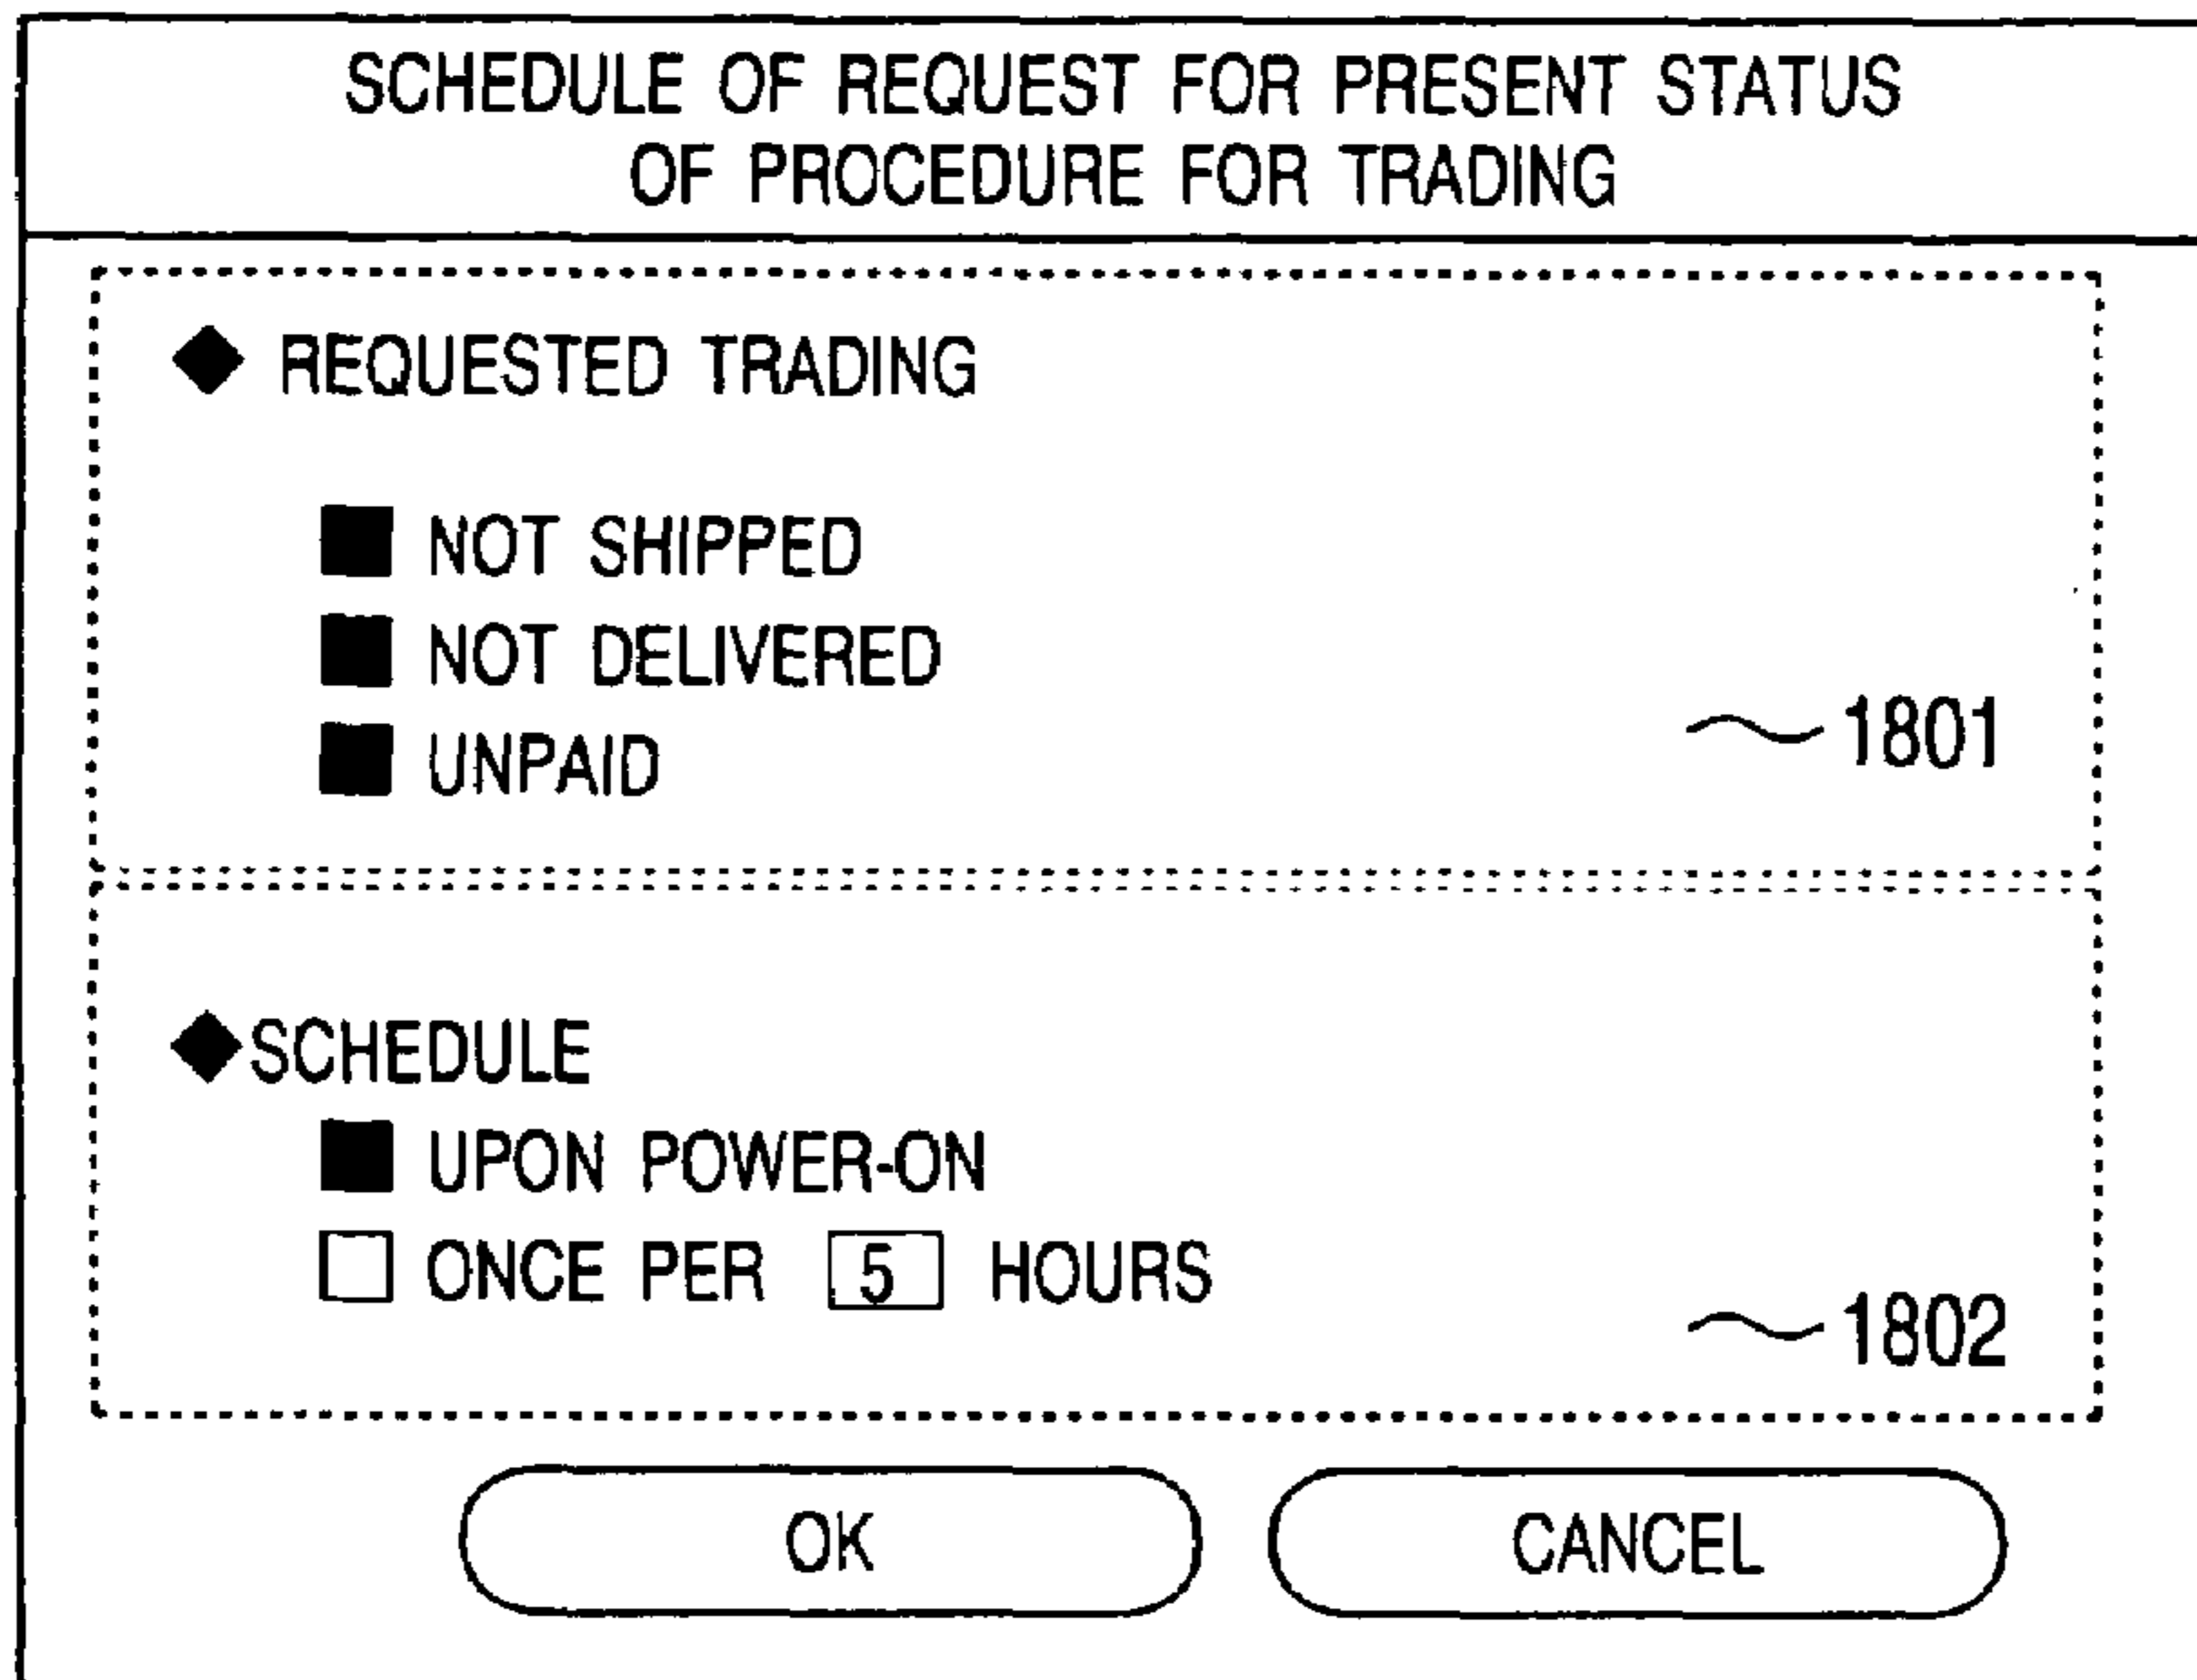 SCHEDULE OF REQUEST FOR PRESENT STATUS
OF PROCEDURE FOR TRADING
◆ REQUESTED TRADING
■ NOT SHIPPED
■ NOT DELIVERED
■ UNPAID
1801
◆SCHEDULE
■ UPON POWER-ON
□ ONCE PER 5 HOURS
1802
OK CANCEL